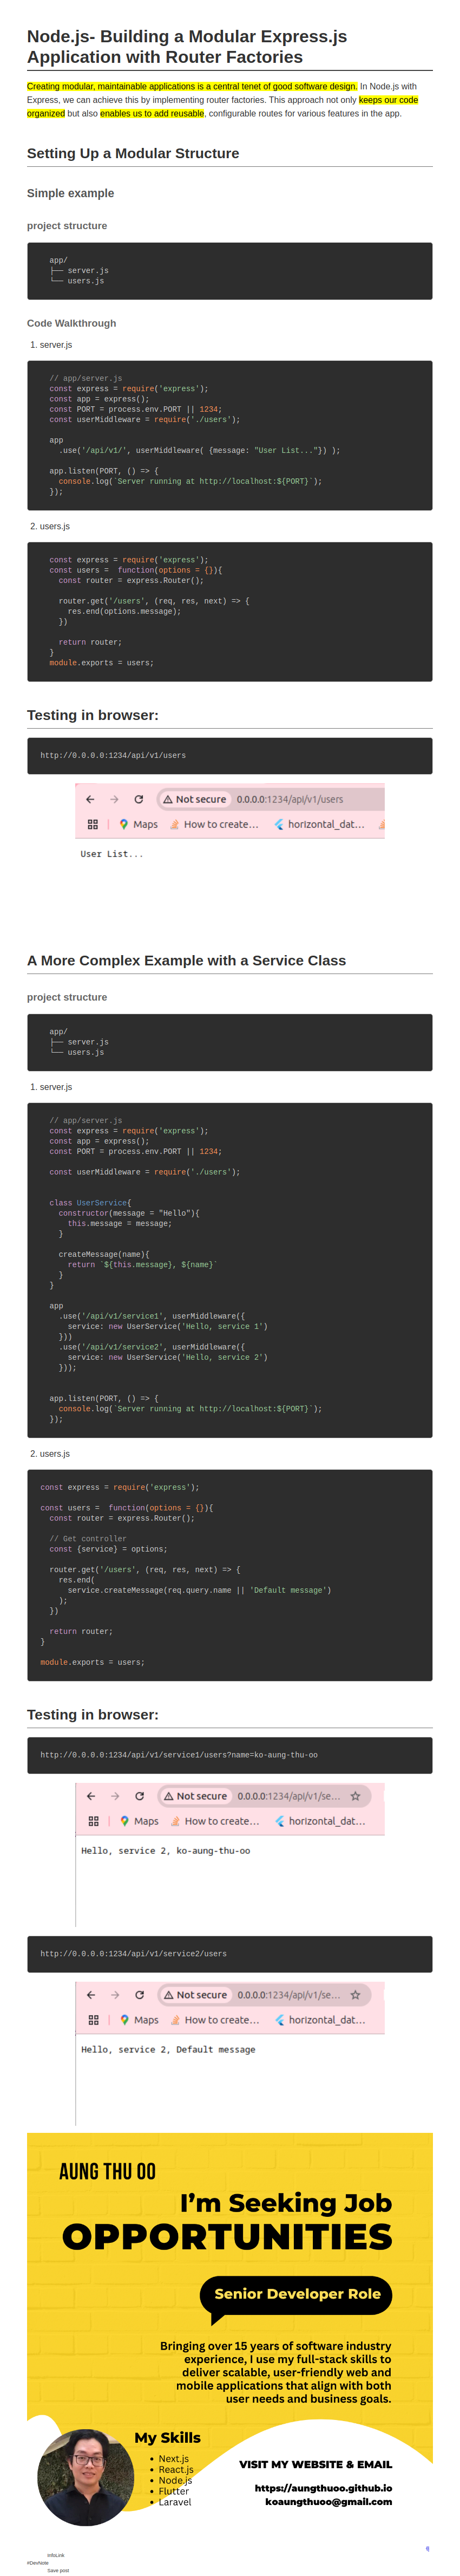 Node.js- Building a Modular Express.js
Application with Router Factories
Creating modular, maintainable applications is a central tenet of good software design. In Node.js with
Express, we can achieve this by implementing router factories. This approach not only keeps our code
organized but also enables us to add reusable, configurable routes for various features in the app.
Setting Up a Modular Structure
Simple example
project structure
app/
├── server.js
└── users.js
Code Walkthrough
1. server.js
// app/server.js
const express = require('express');
const app = express();
const PORT = process.env.PORT || 1234;
const userMiddleware = require('./users');
app
.use('/api/v1/', userMiddleware( {message: "User List..."}) );
app.listen(PORT, () => {
console.log(`Server running at http://localhost:${PORT}`);
});
2. users.js
const express = require('express');
const users =  function(options = {}){
const router = express.Router();
router.get('/users', (req, res, next) => {
res.end(options.message);
})
return router;
}
module.exports = users;
Testing in browser:
http://0.0.0.0:1234/api/v1/users
Not secure 0.0.0.0:1234/api/v1/users
Maps How to create... horizontal_dat...
User List...
A More Complex Example with a Service Class
project structure
app/
├── server.js
└── users.js
1. server.js
// app/server.js
const express = require('express');
const app = express();
const PORT = process.env.PORT || 1234;
const userMiddleware = require('./users');
class UserService{
constructor(message = "Hello"){
this.message = message;
}
createMessage(name){
return `${this.message}, ${name}`
}
}
app
.use('/api/v1/service1', userMiddleware({
service: new UserService('Hello, service 1')
}))
.use('/api/v1/service2', userMiddleware({
service: new UserService('Hello, service 2')
}));
app.listen(PORT, () => {
console.log(`Server running at http://localhost:${PORT}`);
});
2. users.js
const express = require('express');
const users =  function(options = {}){
const router = express.Router();
// Get controller
const {service} = options;
router.get('/users', (req, res, next) => {
res.end(
service.createMessage(req.query.name || 'Default message')
);
})
return router;
}
module.exports = users;
Testing in browser:
http://0.0.0.0:1234/api/v1/service1/users?name=ko-aung-thu-oo
Not secure 0.0.0.0:1234/api/v1/se...
Maps How to create... horizontal_dat...
Hello, service 2, ko-aung-thu-oo
http://0.0.0.0:1234/api/v1/service2/users
Not secure 0.0.0.0:1234/api/v1/se...
Maps How to create... horizontal_dat...
Hello, service 2, Default message
AUNG THU OO
I'm Seeking Job
OPPORTUNITIES
Senior Developer Role
Bringing over 15 years of software industry
experience, I use my full-stack skills to
deliver scalable, user-friendly web and
mobile applications that align with both
user needs and business goals.
My Skills
• Next.js
• React.js
• Node.js
• Flutter
• Laravel
VISIT MY WEBSITE & EMAIL
https://aungthuoo.github.io
koaungthuoo@gmail.com
InfoLink
#DevNote
Save post